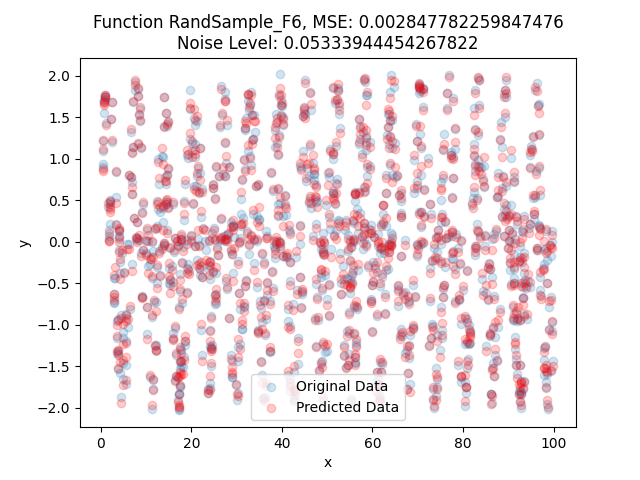 Function RandSample_F6, MSE: 0.002847782259847476
Noise Level: 0.05333944454267822
2.0
1.5
1.0
0.5
0.0
−0.5
−1.0
−1.5
−2.0
y
Original Data
Predicted Data
0 20 40 60 80 100
x